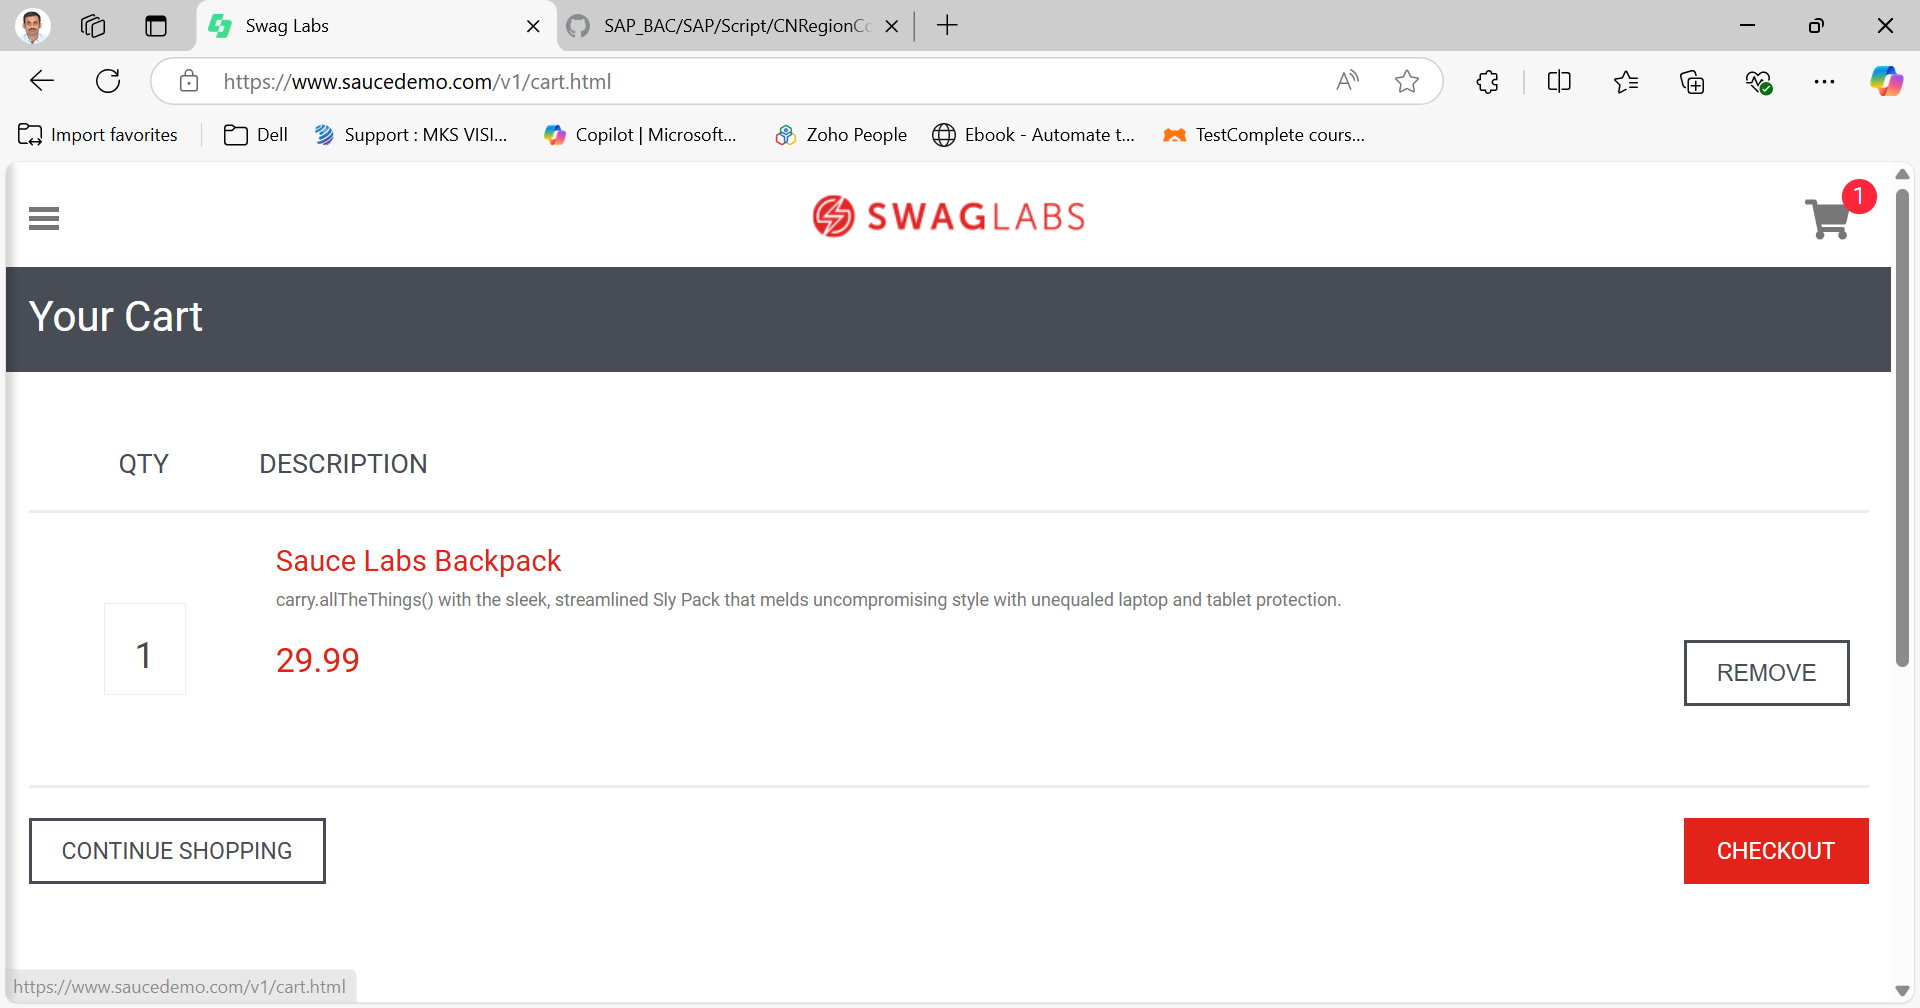 Swag Labs
SAP_BAC/SAP/Script/CNRegionCo
https://www.saucedemo.com/v1/cart.html
Import favorites
Dell
Support : MKS VISI...
Copilot | Microsoft...
Zoho People
Ebook - Automate t...
TestComplete cours...
SWAGLABS
1
Your Cart
QTY
DESCRIPTION
Sauce Labs Backpack
carry.allTheThings() with the sleek, streamlined Sly Pack that melds uncompromising style with unequaled laptop and tablet protection.
1
29.99
REMOVE
CONTINUE SHOPPING
CHECKOUT
https://www.saucedemo.com/v1/cart.html